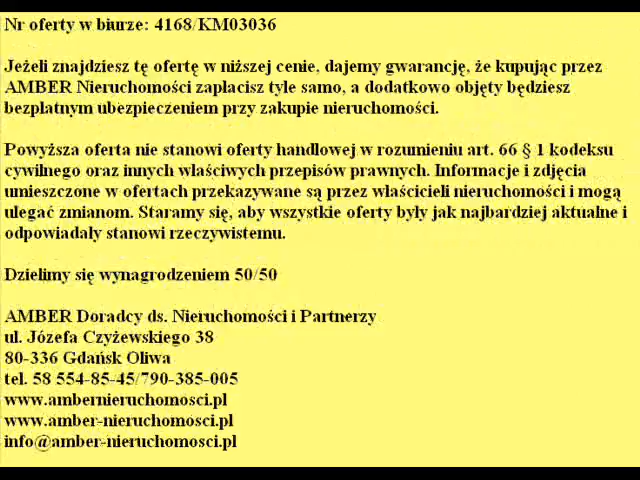 Nr oferty w biurze: 4168/KM03036
Jeżeli znajdziesz tę ofertę w niższej cenie, dajemy gwarancję, że kupując przez
AMBER Nieruchomości zapłacisz tyle samo, a dodatkowo objęty będziesz
bezpłatnym ubezpieczeniem przy zakupie nieruchomości.
Powyższa oferta nie stanowi oferty handlowej w rozumieniu art. 66 § 1 kodeksu
cywilnego oraz innych właściwych przepisów prawnych. Informacje i zdjęcia
umieszczone w ofertach przekazywane są przez właścicieli nieruchomości i mogą
ulegać zmianom. Staramy się, aby wszystkie oferty były jak najbardziej aktualne i
odpowiadały stanowi rzeczywistemu.
Dzielimy się wynagrodzeniem 50/50
AMBER Doradcy ds. Nieruchomości i Partnerzy
ul. Józefa Czyżewskiego 38
80-336 Gdańsk Oliwa
tel. 58 554-85-45/790-385-005
www.ambernieruchomosci.pl
www.amber-nieruchomosci.pl
info@amber-nieruchomosci.pl